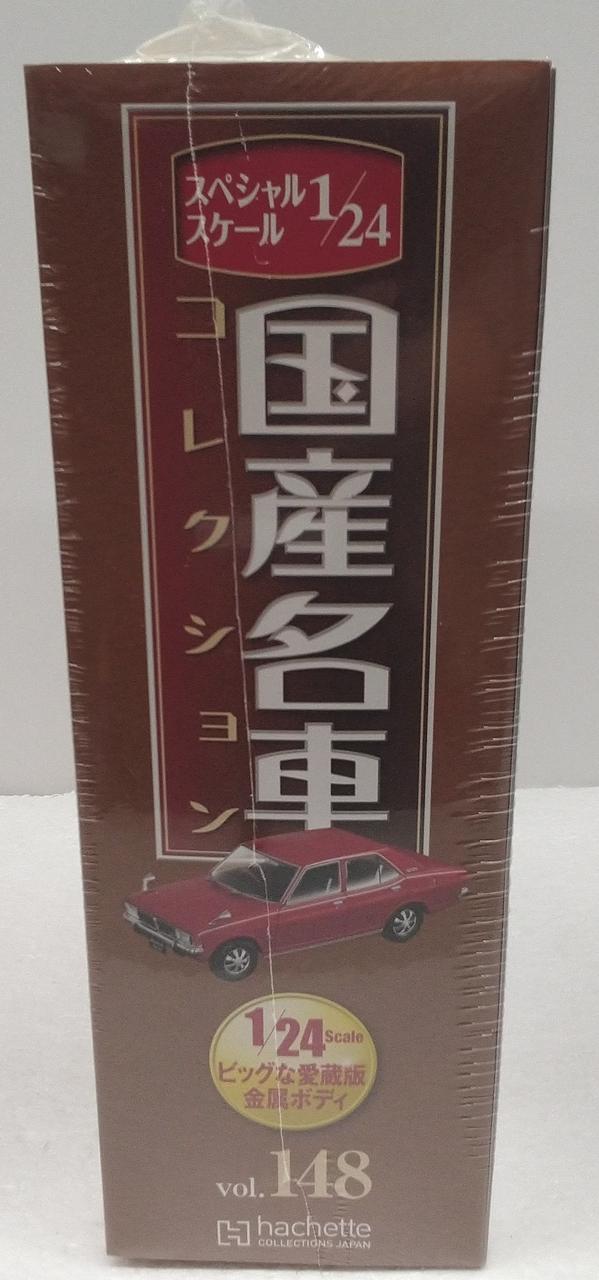 スペシャル
スケール
1/24
国産名車
コレクション
1/24 Scale
ビッグな愛蔵版
金属ボディ
vol.148
hachette
COLLECTIONS JAPAN